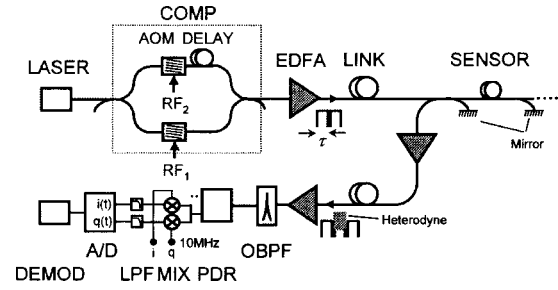 COMP
AOM DELAY
EDFA
LINK
SENSOR
LASER
RF2
τ
Mirror
RF1
Heterodyne
i(t)
q(t)
10MHz
i
q
A/D
OBPF
DEMOD
LPF MIX PDR